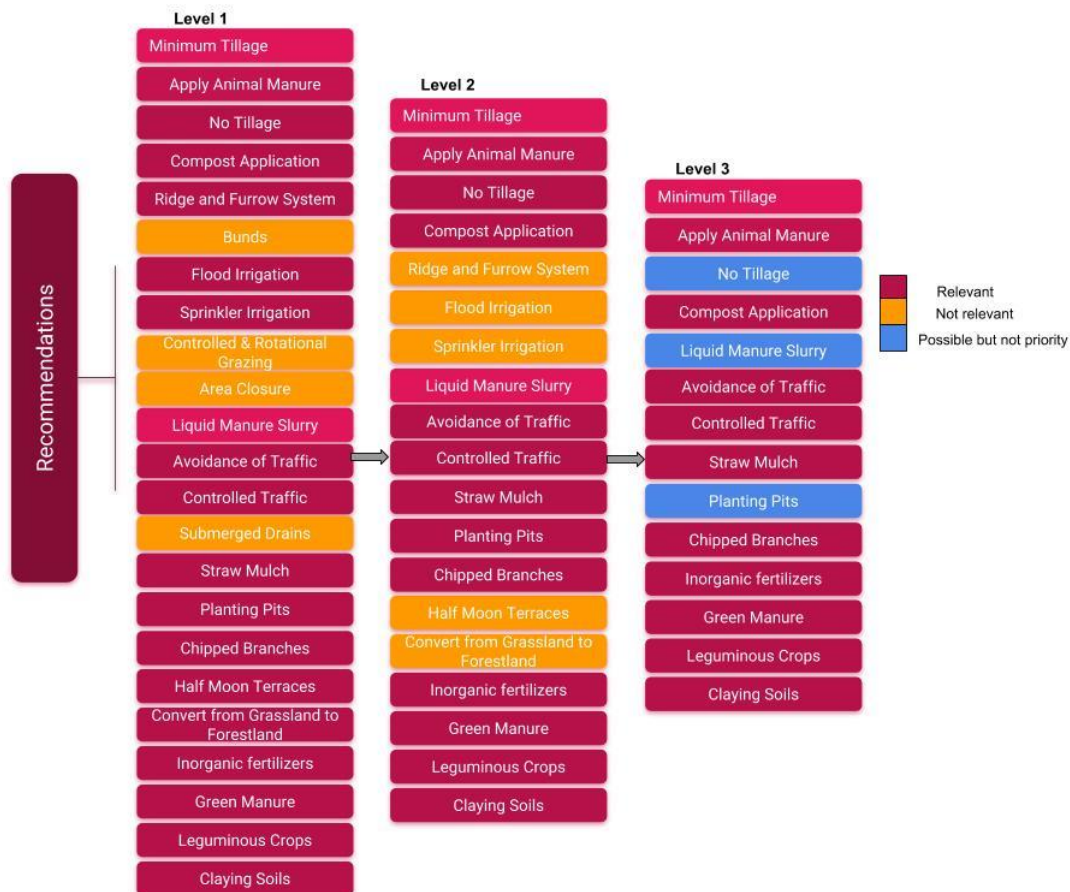 Recommendations
Level 1
Minimum Tillage
Apply Animal Manure
No Tillage
Compost Application
Ridge and Furrow System
Bunds
Flood Irrigation
Sprinkler Irrigation
Controlled & Rotational
Grazing
Area Closure
Liquid Manure Slurry
Avoidance of Traffic
Controlled Traffic
Submerged Drains
Straw Mulch
Planting Pits
Chipped Branches
Half Moon Terraces
Convert from Grassland to
Forestland
Inorganic fertilizers
Green Manure
Leguminous Crops
Claying Soils
Level 2
Minimum Tillage
Apply Animal Manure
No Tillage
Compost Application
Ridge and Furrow System
Flood Irrigation
Sprinkler Irrigation
Liquid Manure Slurry
Avoidance of Traffic
Controlled Traffic
Straw Mulch
Planting Pits
Chipped Branches
Half Moon Terraces
Convert from Grassland to
Forestland
Inorganic fertilizers
Green Manure
Leguminous Crops
Claying Soils
Level 3
Minimum Tillage
Apply Animal Manure
No Tillage
Compost Application
Liquid Manure Slurry
Avoidance of Traffic
Controlled Traffic
Straw Mulch
Planting Pits
Chipped Branches
Inorganic fertilizers
Green Manure
Leguminous Crops
Claying Soils
Relevant
Not relevant
Possible but not priority